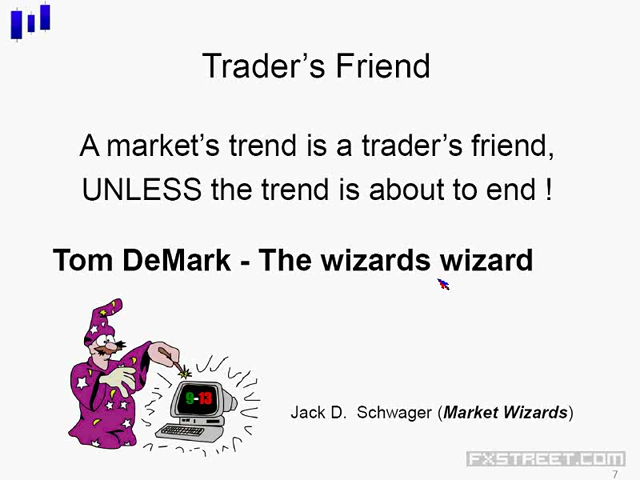 Trader’s Friend
A market’s trend is a trader’s friend,
UNLESS the trend is about to end !
Tom DeMark - The wizards wizard
9-13
Jack D. Schwager (Market Wizards)
FXSTREET.COM
7